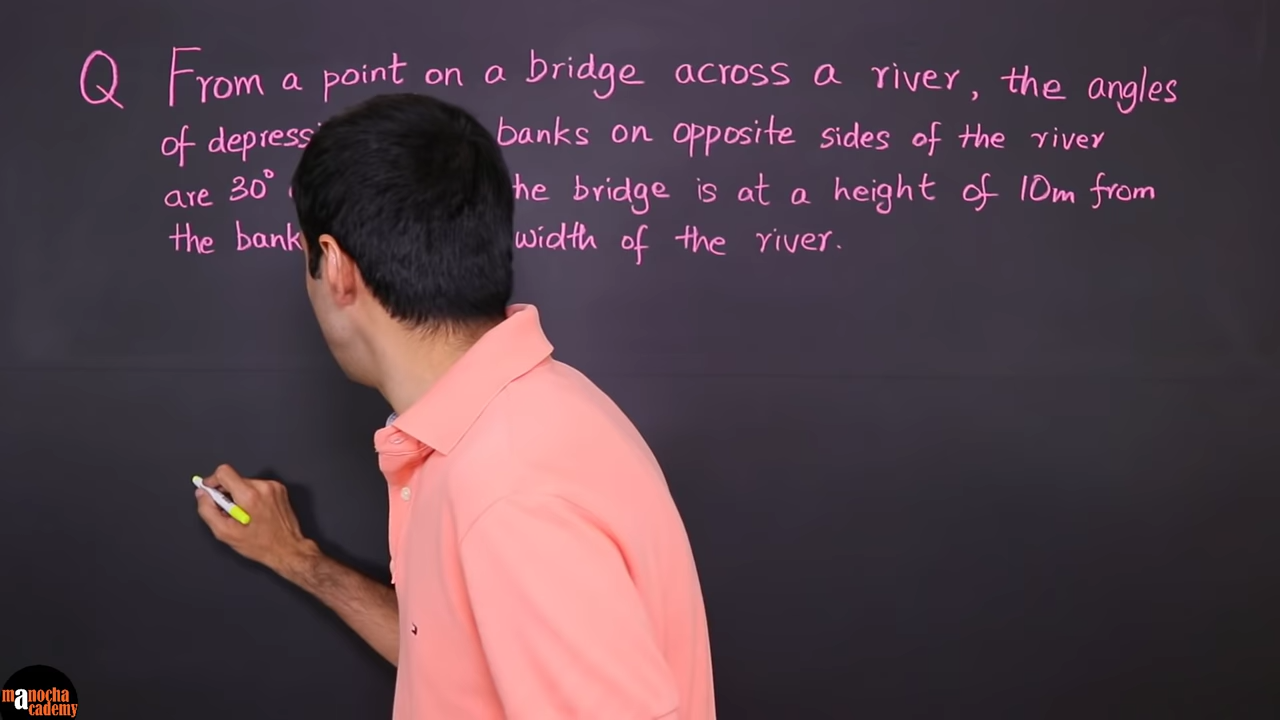 Q From a point on a bridge across a river, the angles
of depress banks on opposite sides of the river
are 30° he bridge is at a height of 10m from
the bank width of the river.
manocha
academy